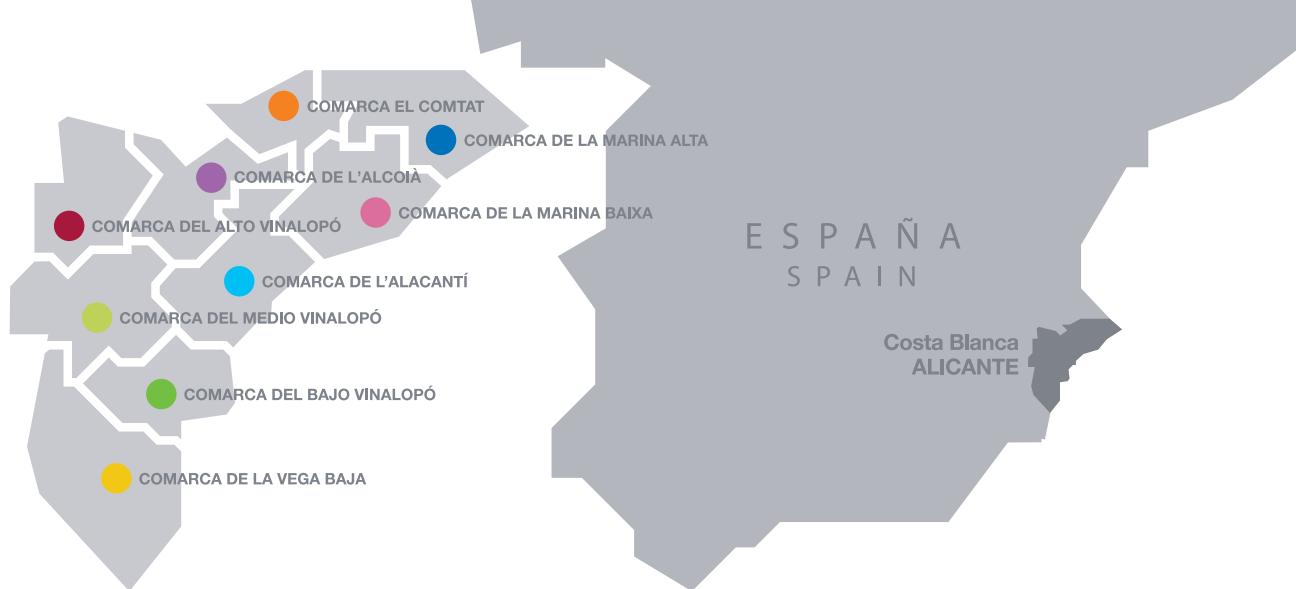 COMARCA EL COMTAT
COMARCA DE LA MARINA ALTA
COMARCA DE L'ALCOIÀ
COMARCA DE LA MARINA BAIXA
COMARCA DEL ALTO VINALOPÓ
COMARCA DE L'ALACANTÍ
COMARCA DEL MEDIO VINALOPÓ
COMARCA DEL BAJO VINALOPÓ
COMARCA DE LA VEGA BAJA
ESPAÑA
SPAIN
Costa Blanca
ALICANTE